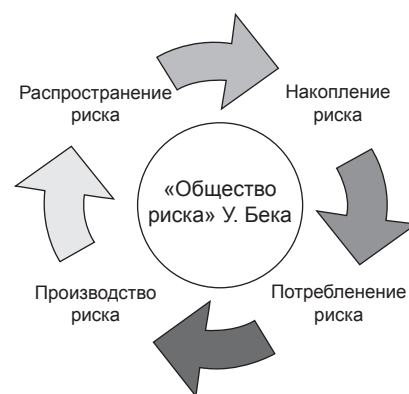 Распространение
риска
Накопление
риска
«Общество
риска» У. Бека
Производство
риска
Потребленение
риска